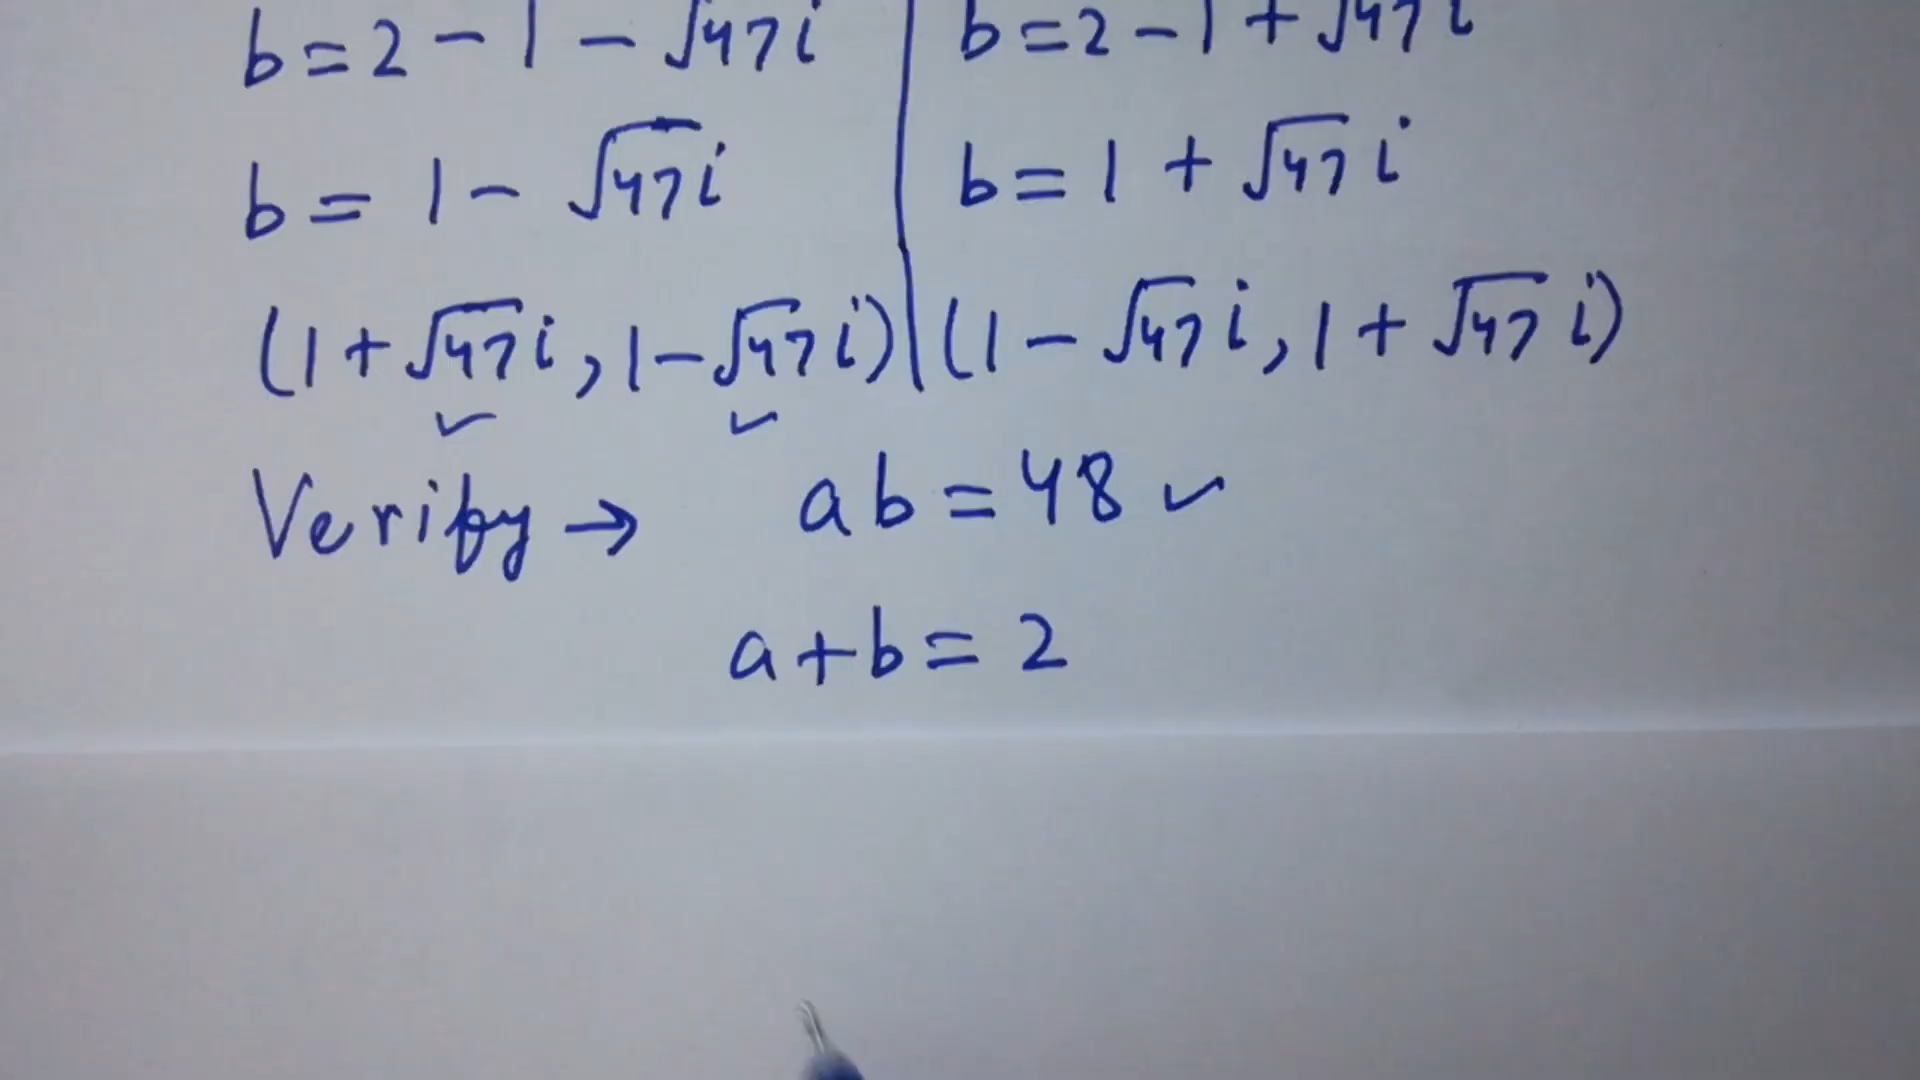 b = 2 - 1 - √47i
b = 2 - 1 + √47i
b = 1 - √47i
b = 1 + √47i
(1 + √47i, 1 - √47i)
(1 - √47i, 1 + √47i)
Verify → ab = 48 ✓
a + b = 2